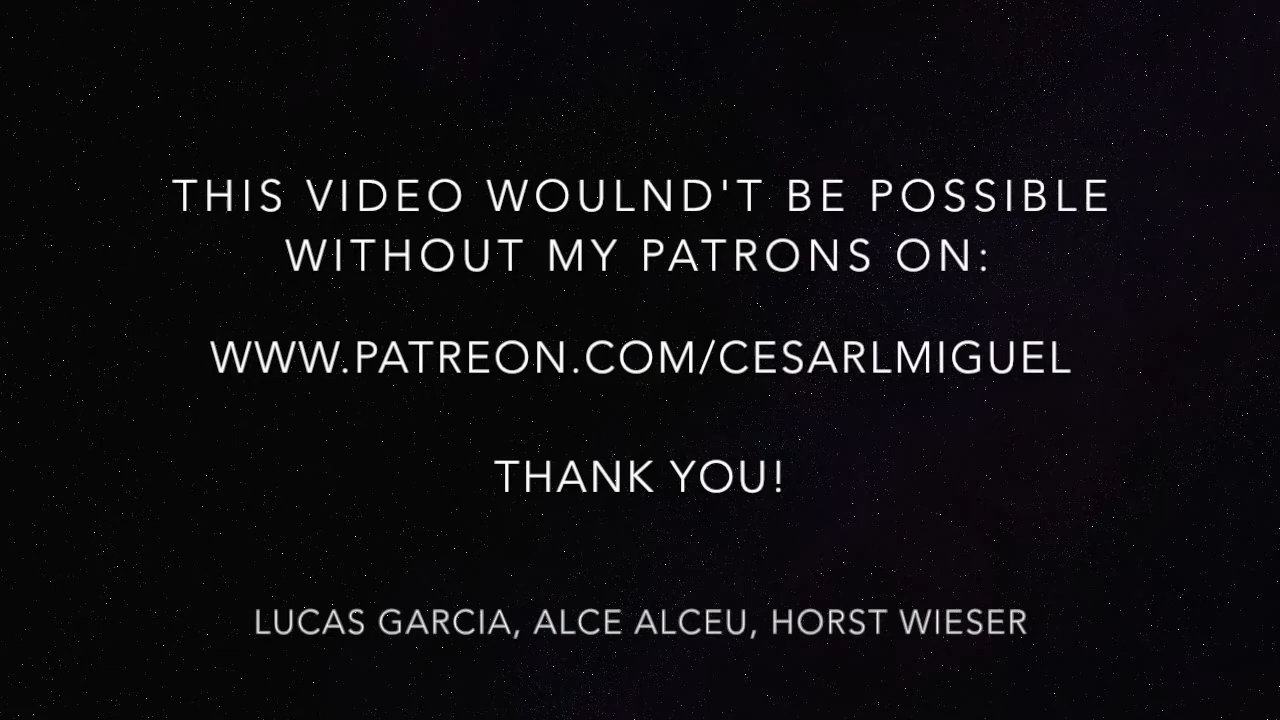 THIS VIDEO WOULND'T BE POSSIBLE
WITHOUT MY PATRONS ON:
WWW.PATREON.COM/CESARLMIGUEL
THANK YOU!
LUCAS GARCIA, ALCE ALCEU, HORST WIESER